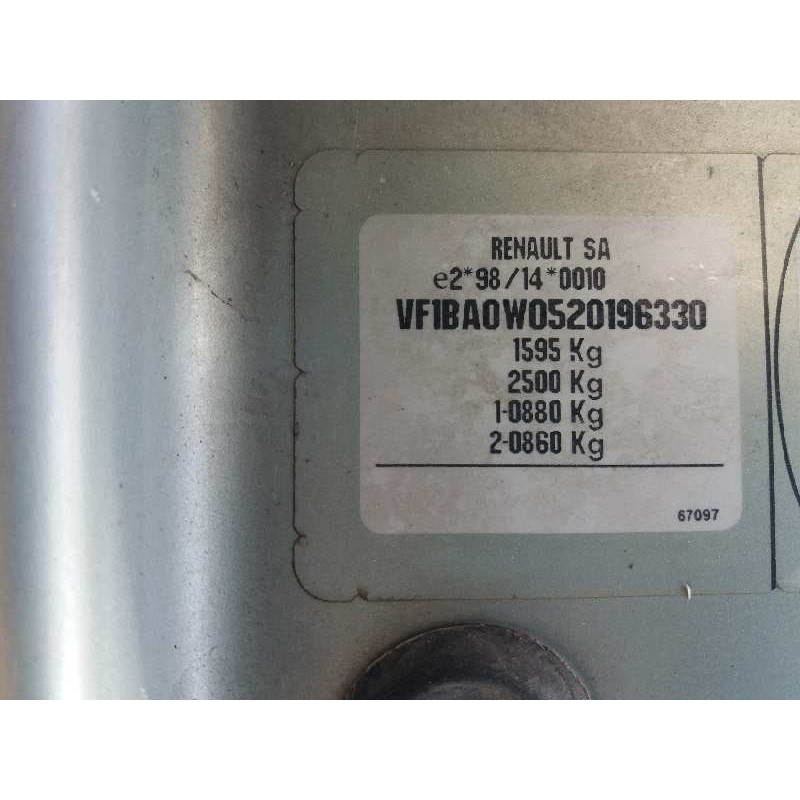 RENAULT SA
e2*98/14*0010
VF1BA0W0520196330
1595 Kg
2500 Kg
1-0880 Kg
2-0860 Kg
67097